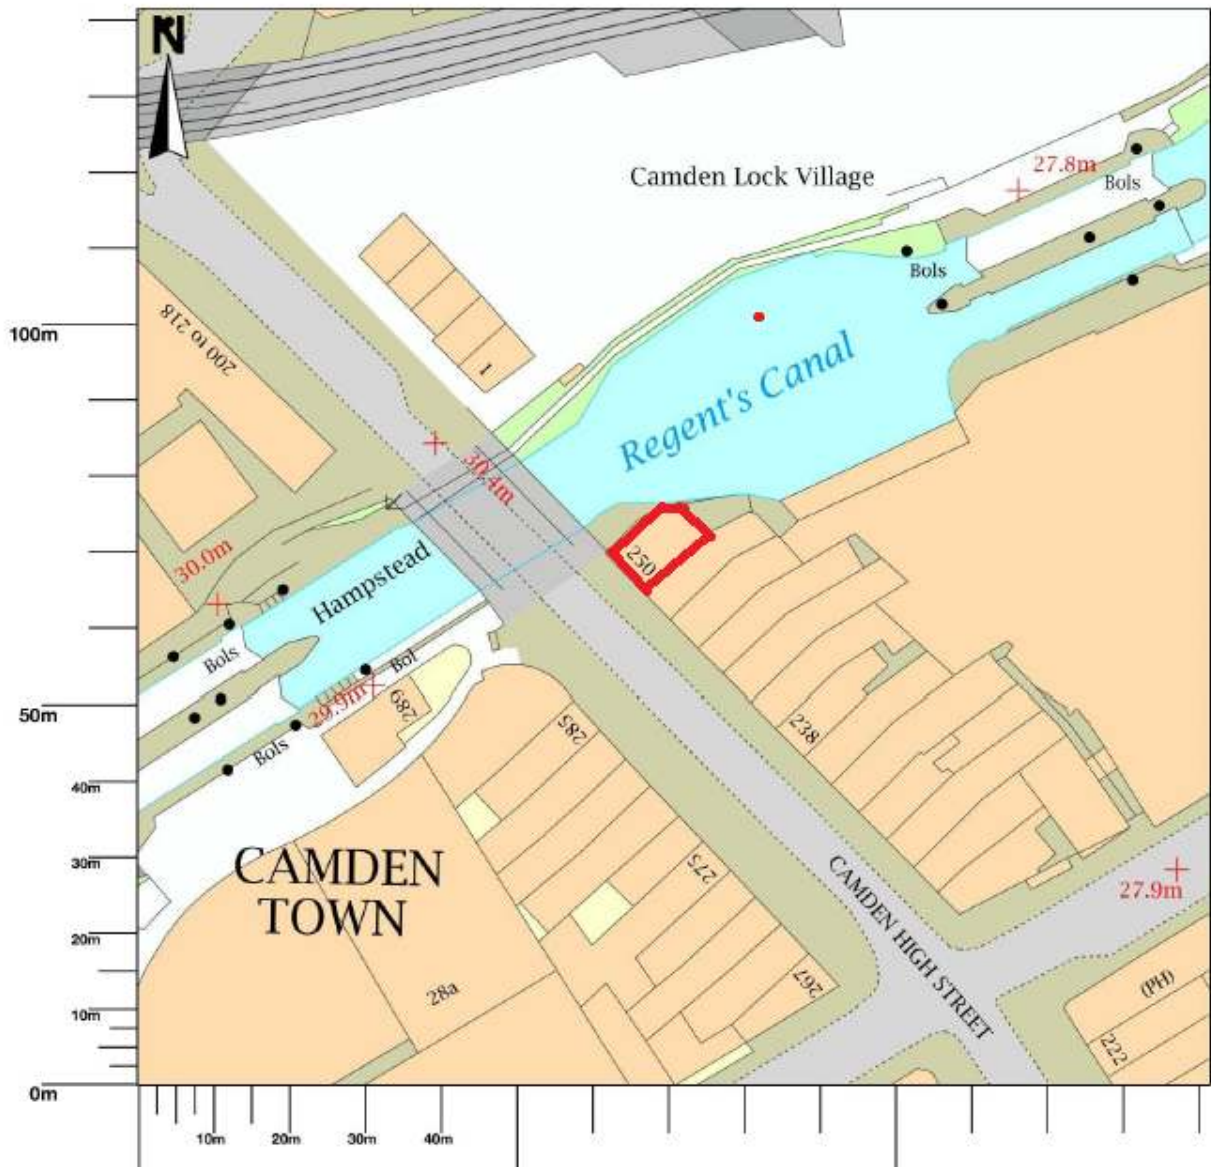 N
Camden Lock Village
27.8m
Bols
Bols
200 to 218
100m
1
Regent's Canal
30.4m
30.0m
Hampstead
250
Bols
Bol
29.9m
289
50m
Bols
285
238
40m
CAMDEN
TOWN
30m
275
CAMDEN HIGH STREET
27.9m
20m
28a
267
(PH)
10m
222
0m
10m
20m
30m
40m